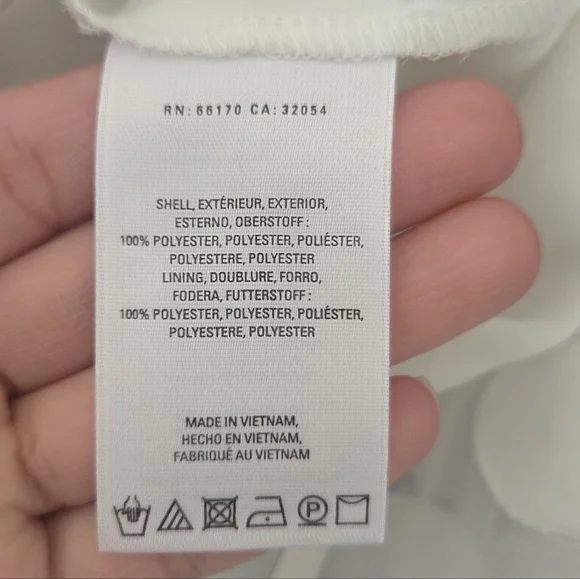 RN: 66170 CA: 32054
SHELL, EXTÉRIEUR, EXTERIOR,
ESTERNO, OBERSTOFF :
100% POLYESTER, POLYESTER, POLIÉSTER,
POLYESTERE, POLYESTER
LINING, DOUBLURE, FORRO,
FODERA, FUTTERSTOFF :
100% POLYESTER, POLYESTER, POLIÉSTER,
POLYESTERE, POLYESTER
MADE IN VIETNAM,
HECHO EN VIETNAM,
FABRIQUÉ AU VIETNAM
P